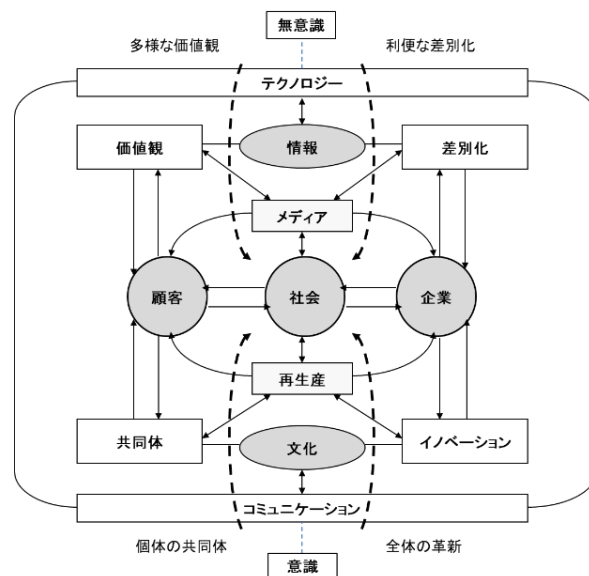 無意識
多様な価値観
利便な差別化
テクノロジー
価値観
情報
差別化
メディア
顧客
社会
企業
再生産
共同体
文化
イノベーション
コミュニケーション
個体の共同体
全体の革新
意識